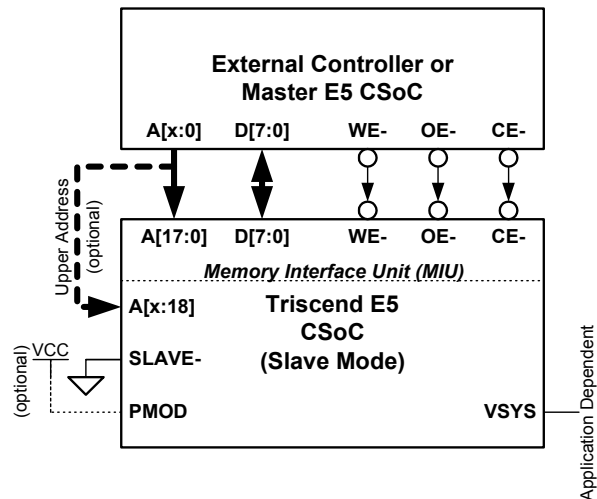 External Controller or
Master E5 CSoC
A[x:0] D[7:0] WE- OE- CE-
Upper Address
(optional)
A[17:0] D[7:0] WE- OE- CE-
Memory Interface Unit (MIU)
A[x:18]
Triscend E5
CSoC
(Slave Mode)
(optional)
VCC
SLAVE-
PMOD
VSYS
Application Dependent